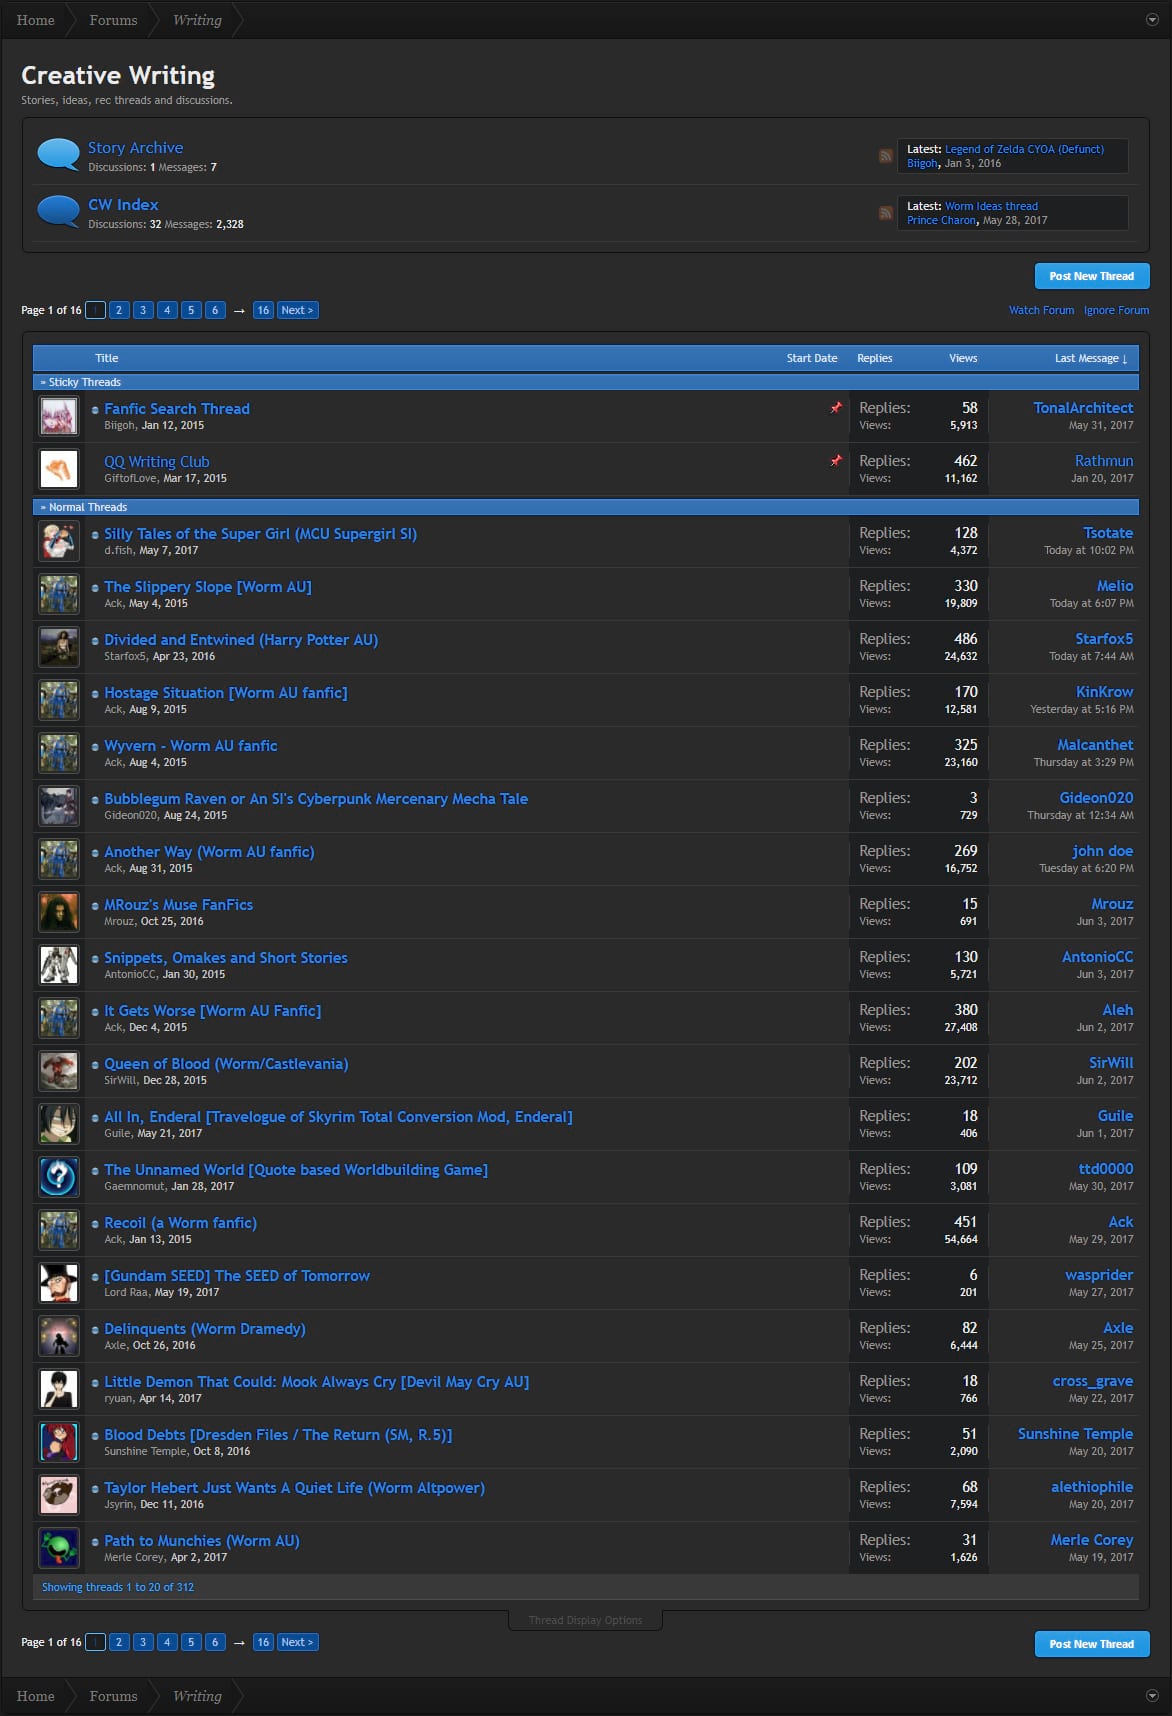 Home Forums Writing
Creative Writing
Stories, ideas, rec threads and discussions.
Story Archive
Discussions: 1 Messages: 7
Latest: Legend of Zelda CYOA (Defunct)
Biigoh, Jan 3, 2016
CW Index
Discussions: 32 Messages: 2,328
Latest: Worm Ideas thread
Prince Charon, May 28, 2017
Post New Thread
Page 1 of 16 1 2 3 4 5 6 → 16 Next >
Watch Forum Ignore Forum
Title Start Date Replies Views Last Message ↓
» Sticky Threads
Fanfic Search Thread Replies: 58 TonalArchitect
Biigoh, Jan 12, 2015 Views: 5,913 May 31, 2017
QQ Writing Club Replies: 462 Rathmun
GiftofLove, Mar 17, 2015 Views: 11,162 Jan 20, 2017
» Normal Threads
Silly Tales of the Super Girl (MCU Supergirl SI) Replies: 128 Tsotate
d.fish, May 7, 2017 Views: 4,372 Today at 10:02 PM
The Slippery Slope [Worm AU] Replies: 330 Melio
Ack, May 4, 2015 Views: 19,809 Today at 6:07 PM
Divided and Entwined (Harry Potter AU) Replies: 486 Starfox5
Starfox5, Apr 23, 2016 Views: 24,632 Today at 7:44 AM
Hostage Situation [Worm AU fanfic] Replies: 170 KinKrow
Ack, Aug 9, 2015 Views: 12,581 Yesterday at 5:16 PM
Wyvern - Worm AU fanfic Replies: 325 Malcanthet
Ack, Aug 4, 2015 Views: 23,160 Thursday at 3:29 PM
Bubblegum Raven or An SI's Cyberpunk Mercenary Mecha Tale Replies: 3 Gideon020
Gideon020, Aug 24, 2015 Views: 729 Thursday at 12:34 AM
Another Way (Worm AU fanfic) Replies: 269 john doe
Ack, Aug 31, 2015 Views: 16,752 Tuesday at 6:20 PM
MRouz's Muse FanFics Replies: 15 Mrouz
Mrouz, Oct 25, 2016 Views: 691 Jun 3, 2017
Snippets, Omakes and Short Stories Replies: 130 AntonioCC
AntonioCC, Jan 30, 2015 Views: 5,721 Jun 3, 2017
It Gets Worse [Worm AU Fanfic] Replies: 380 Aleh
Ack, Dec 4, 2015 Views: 27,408 Jun 2, 2017
Queen of Blood (Worm/Castlevania) Replies: 202 SirWill
SirWill, Dec 28, 2015 Views: 23,712 Jun 2, 2017
All In, Enderal [Travelogue of Skyrim Total Conversion Mod, Enderal] Replies: 18 Guile
Guile, May 21, 2017 Views: 406 Jun 1, 2017
The Unnamed World [Quote based Worldbuilding Game] Replies: 109 ttd0000
Gaemnomut, Jan 28, 2017 Views: 3,081 May 30, 2017
Recoil (a Worm fanfic) Replies: 451 Ack
Ack, Jan 13, 2015 Views: 54,664 May 29, 2017
[Gundam SEED] The SEED of Tomorrow Replies: 6 wasprider
Lord Raa, May 19, 2017 Views: 201 May 27, 2017
Delinquents (Worm Dramedy) Replies: 82 Axle
Axle, Oct 26, 2016 Views: 6,444 May 25, 2017
Little Demon That Could: Mook Always Cry [Devil May Cry AU] Replies: 18 cross_grave
ryuan, Apr 14, 2017 Views: 766 May 22, 2017
Blood Debts [Dresden Files / The Return (SM, R.5)] Replies: 51 Sunshine Temple
Sunshine Temple, Oct 8, 2016 Views: 2,090 May 20, 2017
Taylor Hebert Just Wants A Quiet Life (Worm Altpower) Replies: 68 alethiophile
Jsyrin, Dec 11, 2016 Views: 7,594 May 20, 2017
Path to Munchies (Worm AU) Replies: 31 Merle Corey
Merle Corey, Apr 2, 2017 Views: 1,626 May 19, 2017
Showing threads 1 to 20 of 312
Thread Display Options
Page 1 of 16 1 2 3 4 5 6 → 16 Next >
Post New Thread
Home Forums Writing